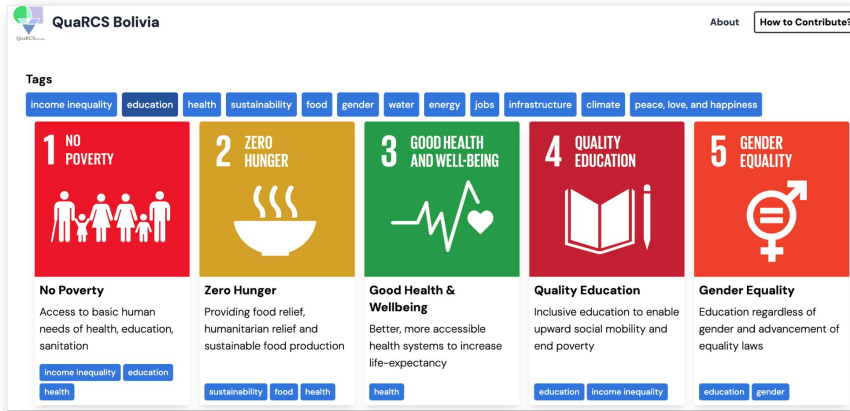 QuaRCS Bolivia
About
How to Contribute?
QuaRCS
Tags
income inequality education health sustainability food gender water energy jobs infrastructure climate peace, love, and happiness
1 NO
POVERTY
2 ZERO
HUNGER
3 GOOD HEALTH
AND WELL-BEING
4 QUALITY
EDUCATION
5 GENDER
EQUALITY
No Poverty
Access to basic human
needs of health, education,
sanitation
income inequality education
health
Zero Hunger
Providing food relief,
humanitarian relief and
sustainable food production
sustainability food health
Good Health &
Wellbeing
Better, more accessible
health systems to increase
life-expectancy
health
Quality Education
Inclusive education to enable
upward social mobility and
end poverty
education income inequality
Gender Equality
Education regardless of
gender and advancement of
equality laws
education gender